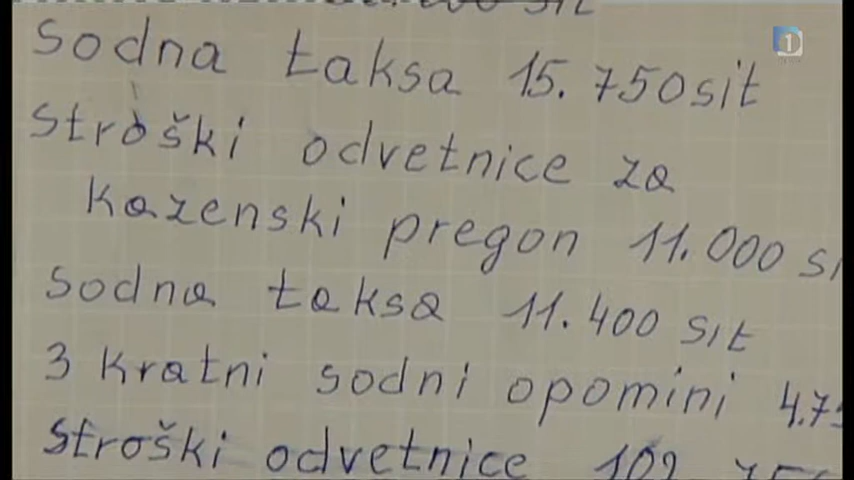 sodna taksa 15.750 sit
stroški odvetnice za
kazenski pregon 11.000
sodna taksa 11.400 sit
3 kratni sodni opomini
stroški odvetnice
1